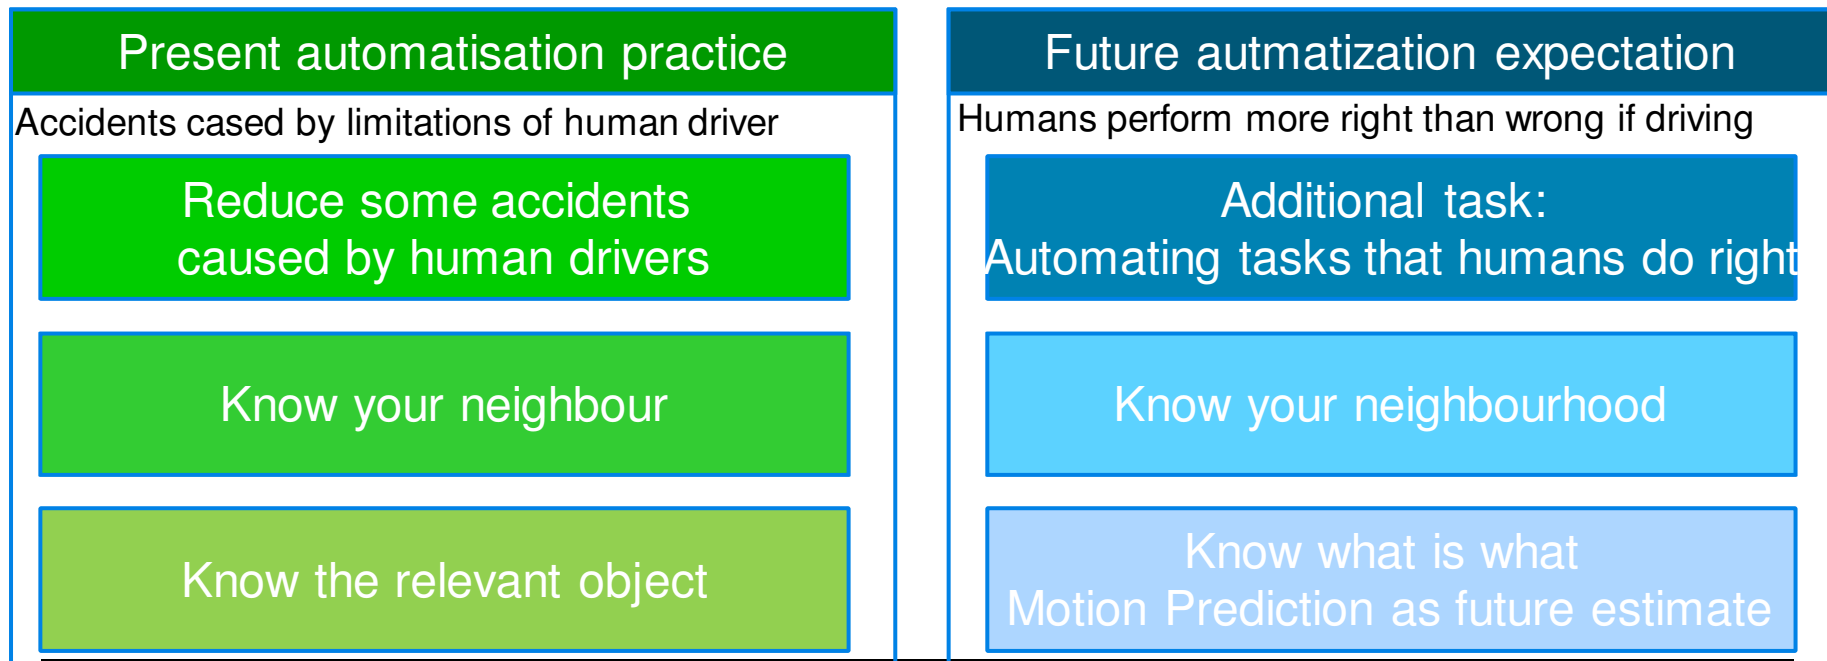 Present automatisation practice
Accidents cased by limitations of human driver
Reduce some accidents
caused by human drivers
Know your neighbour
Know the relevant object
Future autmatization expectation
Humans perform more right than wrong if driving
Additional task:
Automating tasks that humans do right
Know your neighbourhood
Know what is what
Motion Prediction as future estimate